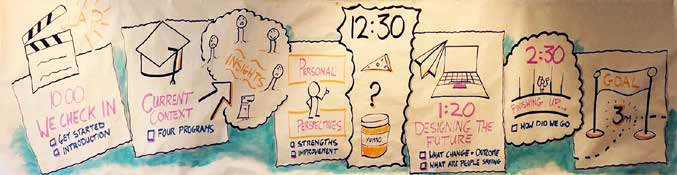 10:00
WE CHECK IN
GET STARTED
INTRODUCTION
CURRENT
CONTEXT
FOUR PROGRAMS
INSIGHTS
PERSONAL
PERSPECTIVES
STRENGTHS
IMPROVEMENT
12:30
?
1:20
DESIGNING THE
FUTURE
WHAT CHANGE + OUTCOME
WHAT ARE PEOPLE SAYING
2:30
FINISHING UP...
HOW DID WE GO
GOAL
3PM